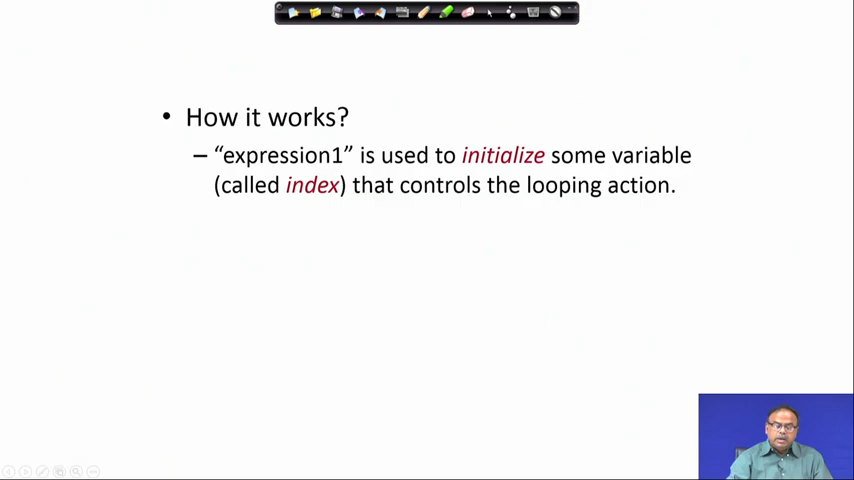 • How it works?
– “expression1” is used to initialize some variable
(called index) that controls the looping action.